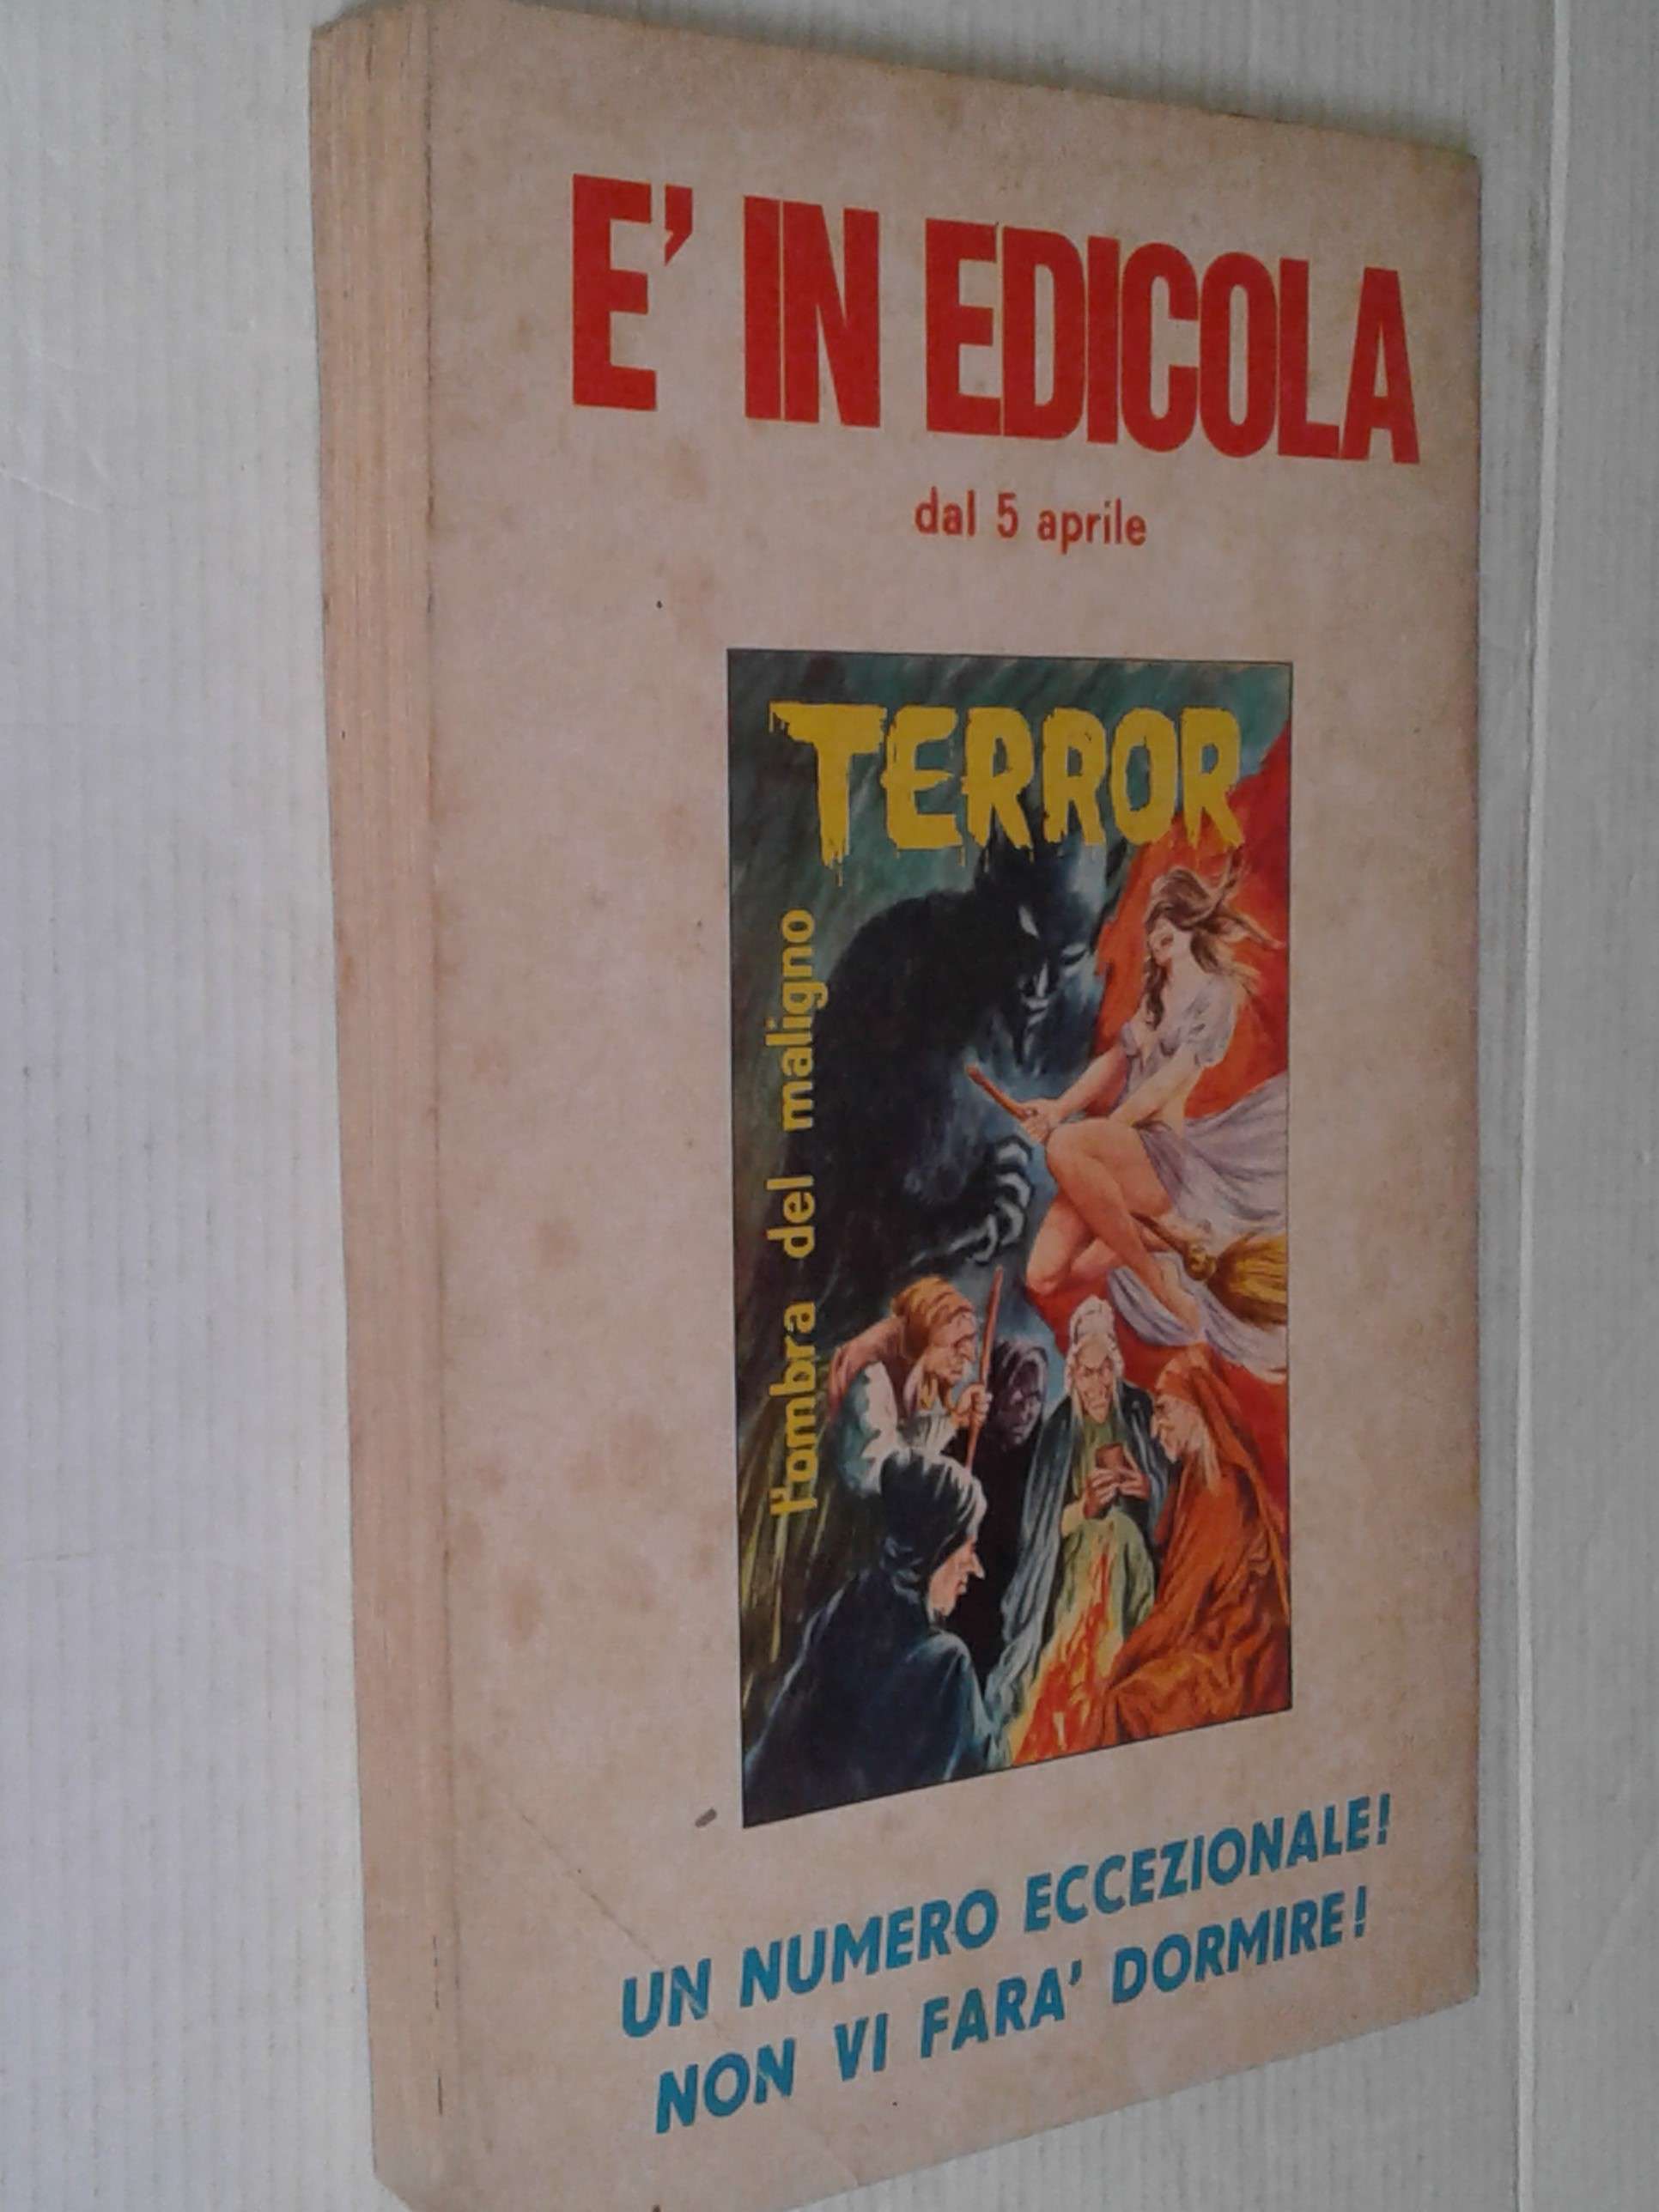 E' IN EDICOLA
dal 5 aprile
TERROR
l'ombra del maligno
UN NUMERO ECCEZIONALE!
NON VI FARA' DORMIRE!